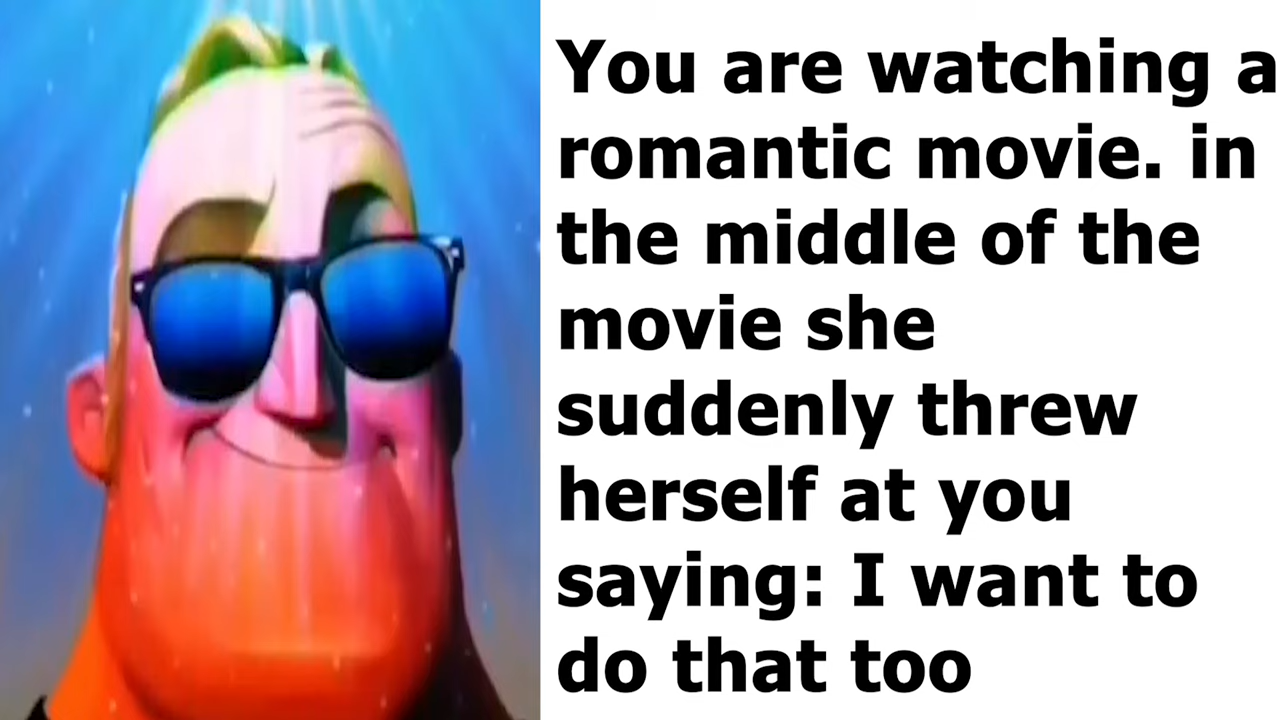 You are watching a
romantic movie. in
the middle of the
movie she
suddenly threw
herself at you
saying: I want to
do that too